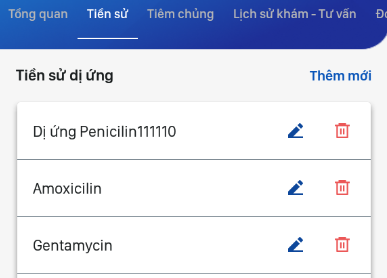 Tổng quan Tiền sử Tiêm chủng Lịch sử khám - Tư vấn
Tiền sử dị ứng Thêm mới
Dị ứng Penicilin111110
Amoxicilin
Gentamycin